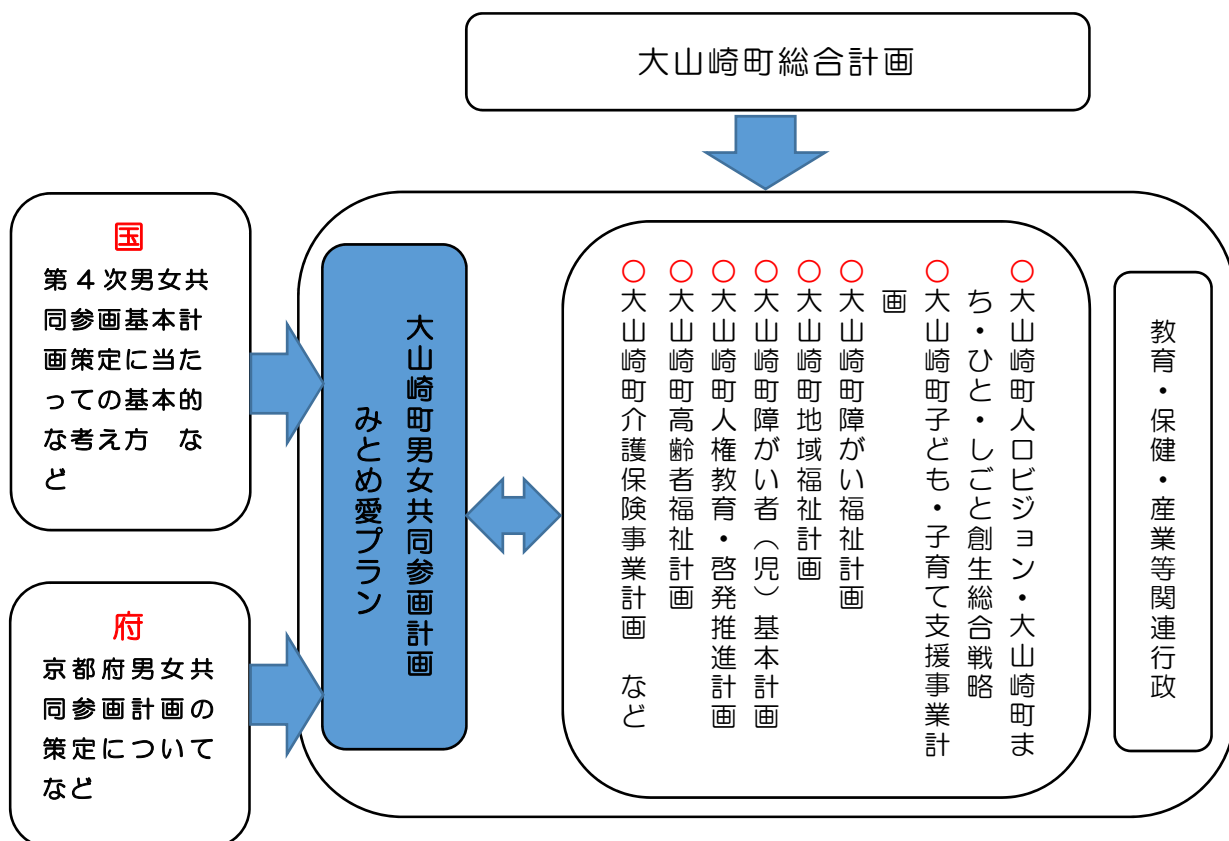 大山崎町総合計画
国
第4次男女共
同参画基本計
画策定に当た
っての基本的
な考え方　な
ど
府
京都府男女共
同参画計画の
策定について
など
大山崎町男女共同参画計画
みとめ愛プラン
〇大山崎町人口ビジョン・大山崎町ま
ち・ひと・しごと創生総合戦略
〇大山崎町子ども・子育て支援事業計
画
〇大山崎町障がい福祉計画
〇大山崎町地域福祉計画
〇大山崎町障がい者（児）基本計画
〇大山崎町人権教育・啓発推進計画
〇大山崎町高齢者福祉計画
〇大山崎町介護保険事業計画　など
教育・保健・産業等関連行政